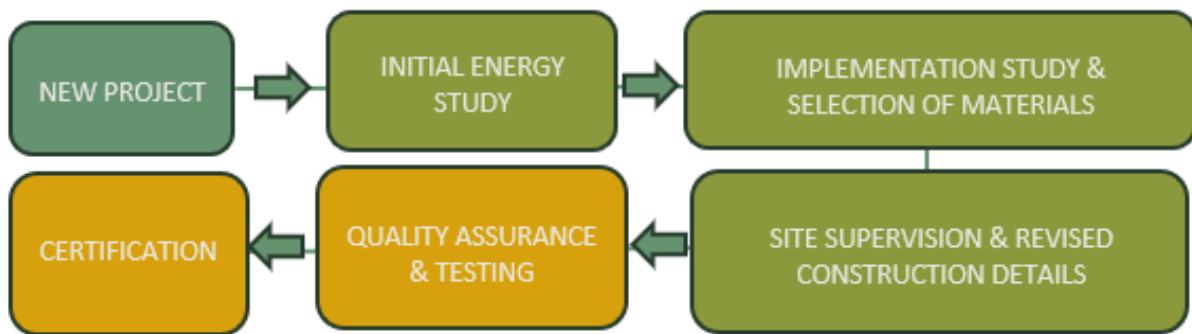 NEW PROJECT
INITIAL ENERGY
STUDY
IMPLEMENTATION STUDY &
SELECTION OF MATERIALS
SITE SUPERVISION & REVISED
CONSTRUCTION DETAILS
QUALITY ASSURANCE
& TESTING
CERTIFICATION